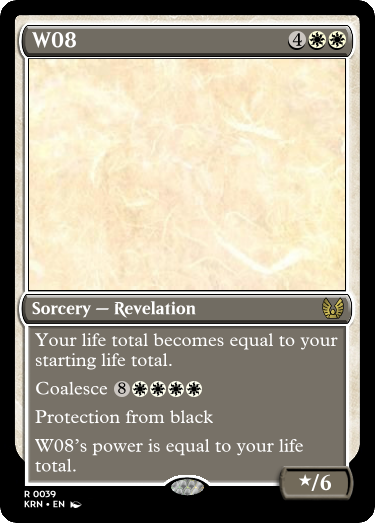 W08 4
Sorcery — Revelation
Your life total becomes equal to your
starting life total.
Coalesce 8
Protection from black
W08's power is equal to your life
total.
★/6
R 0039
KRN • EN